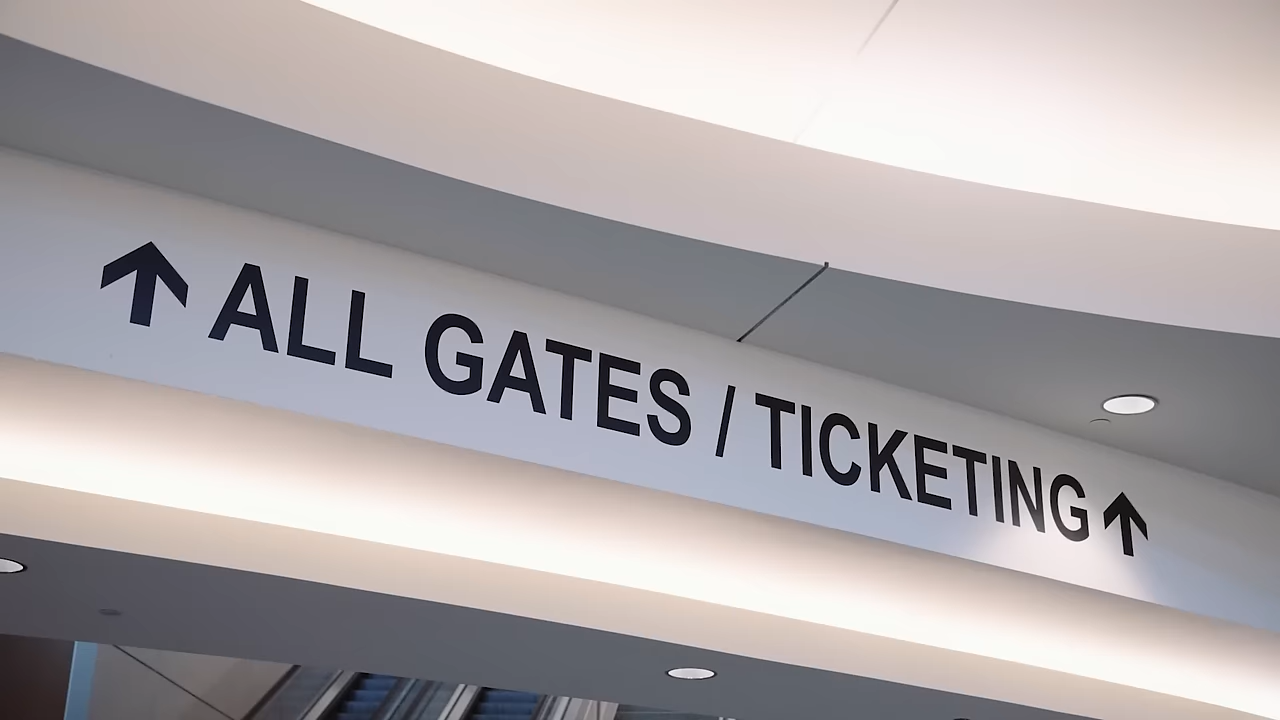 ↑ ALL GATES / TICKETING ↑